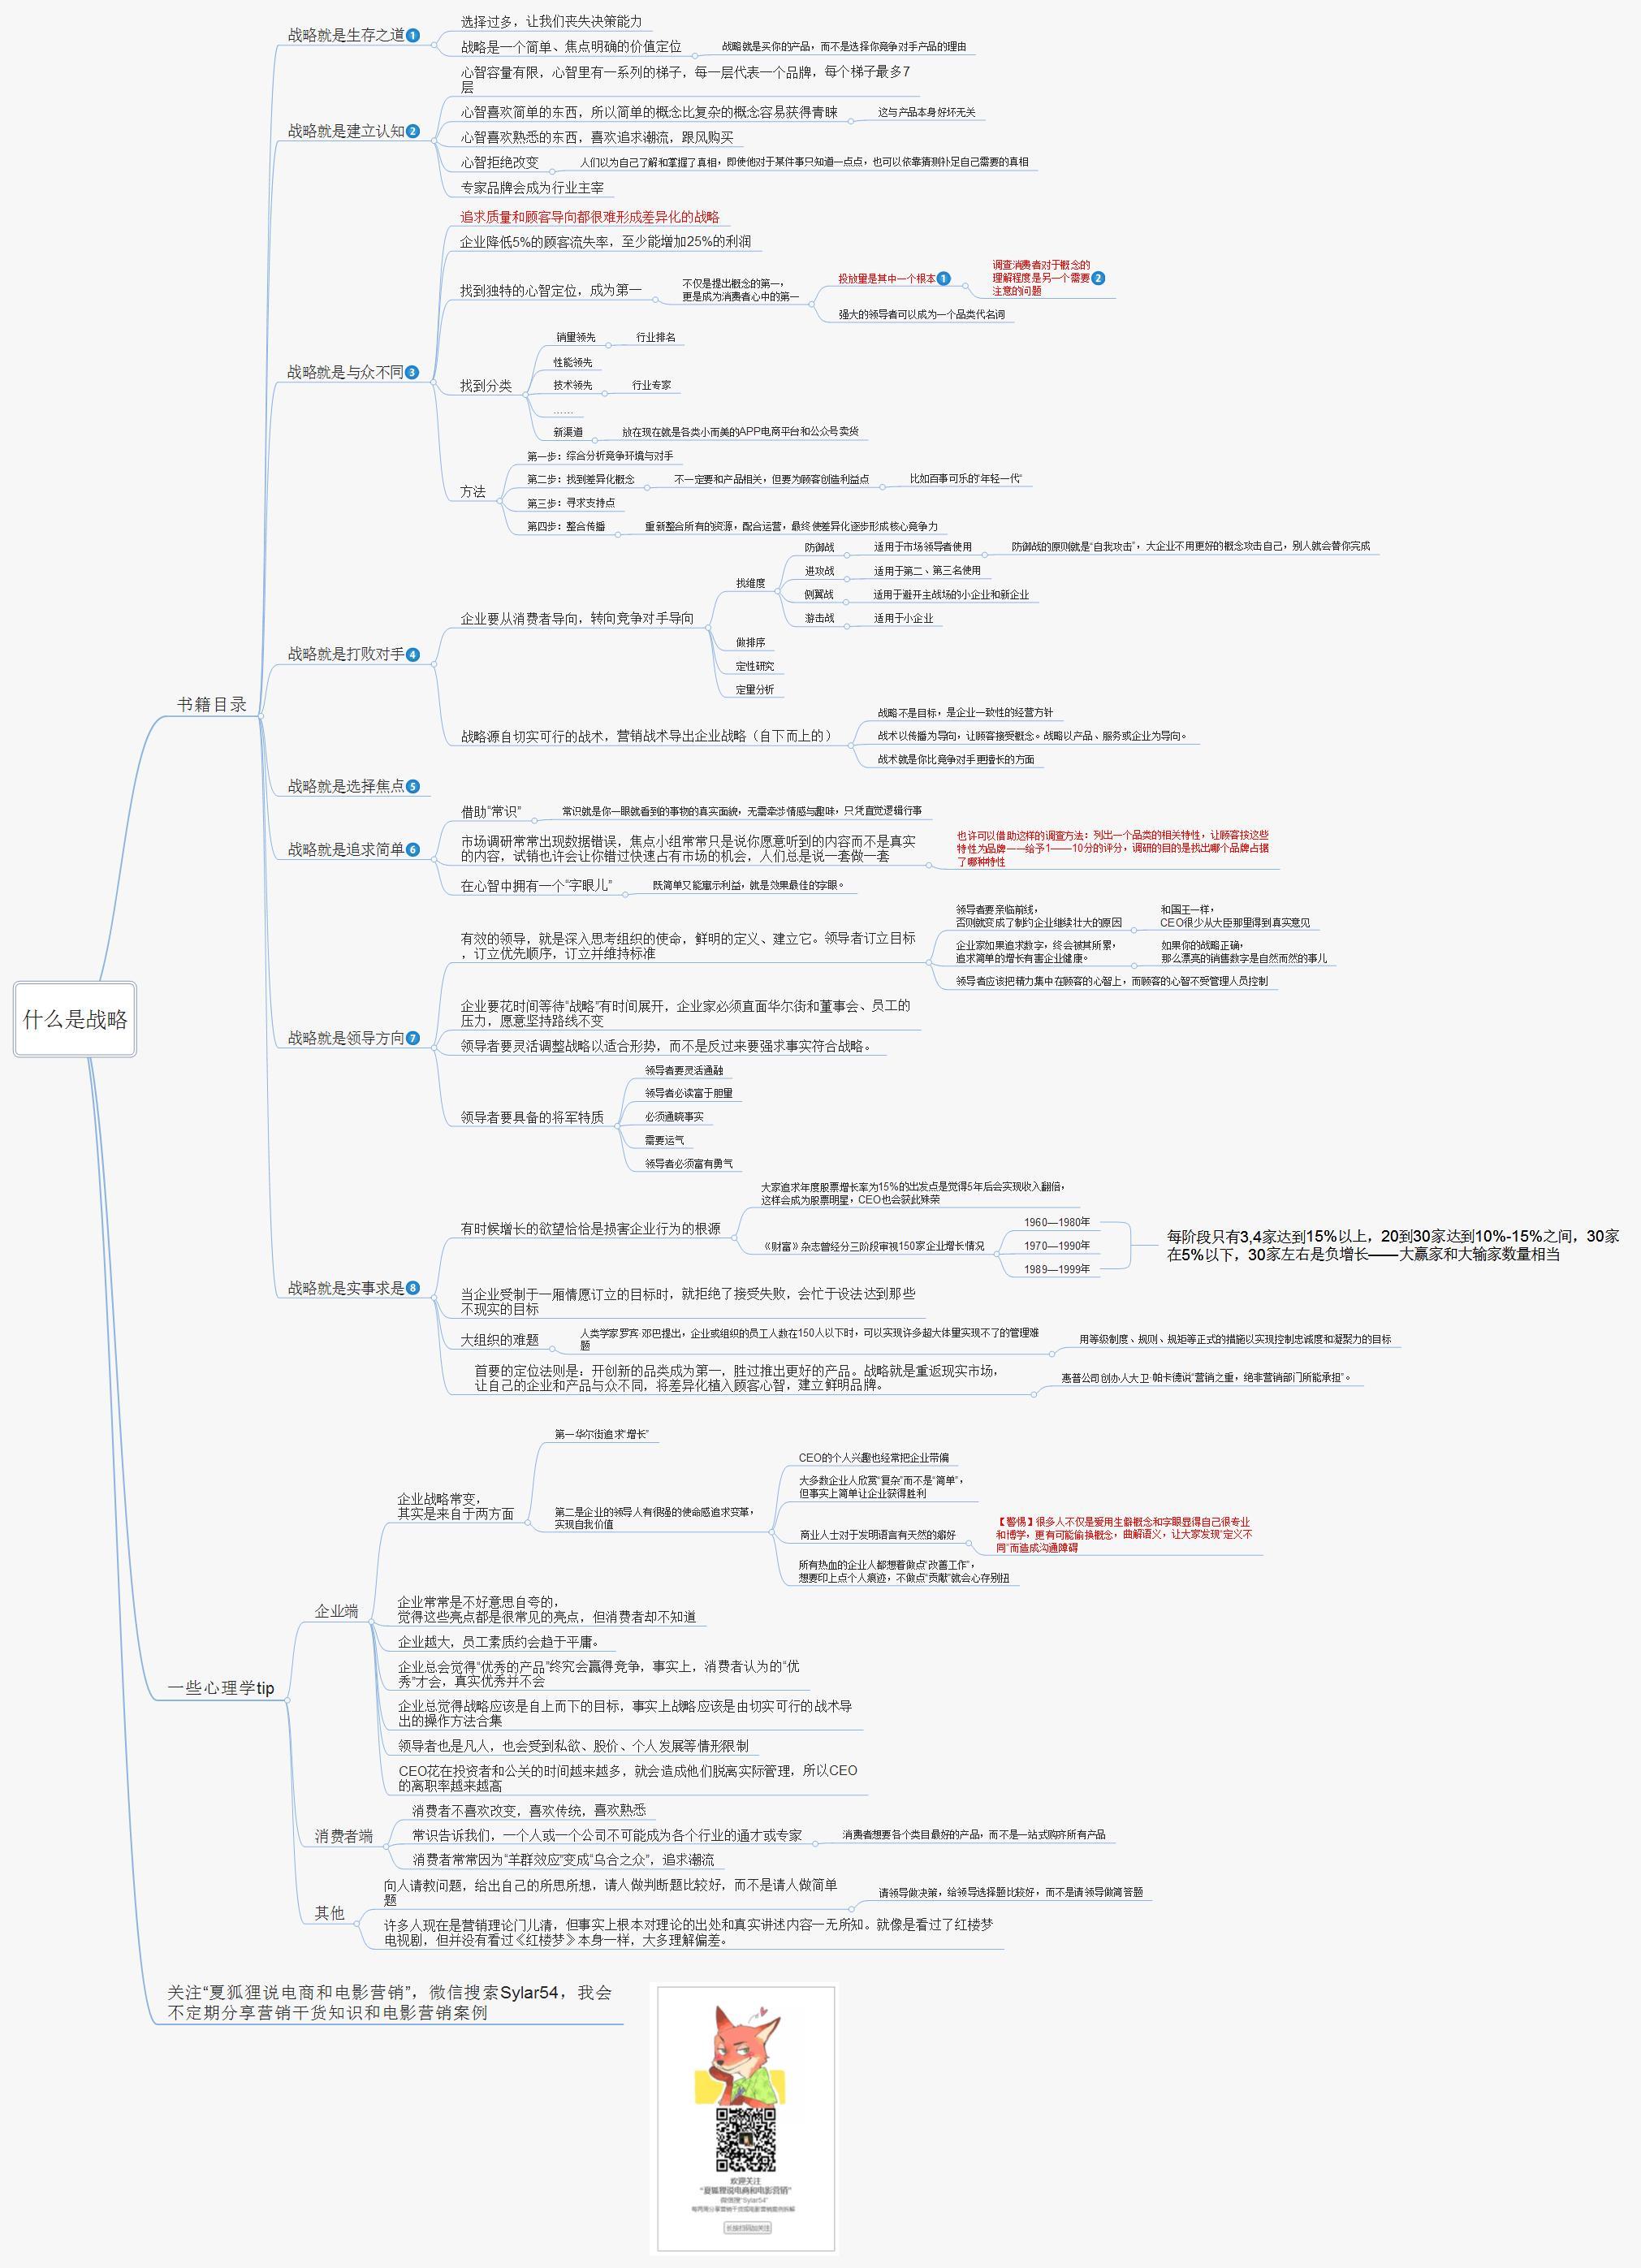 什么是战略
书籍目录
战略就是生存之道1
选择过多，让我们丧失决策能力
战略是一个简单、焦点明确的价值定位
战略就是买你的产品，而不是选择你竞争对手产品的理由
战略就是建立认知2
心智容量有限，心智里有一系列的梯子，每一层代表一个品牌，每个梯子最多7
层
心智喜欢简单的东西，所以简单的概念比复杂的概念容易获得青睐
这与产品本身好坏无关
心智喜欢熟悉的东西，喜欢追求潮流，跟风购买
心智拒绝改变
人们以为自己了解和掌握了真相，即使他对于某件事只知道一点点，也可以依靠猜测补足自己需要的真相
专家品牌会成为行业主宰
战略就是与众不同3
追求质量和顾客导向都很难形成差异化的战略
企业降低5%的顾客流失率，至少能增加25%的利润
找到独特的心智定位，成为第一
不仅是提出概念的第一，
更是成为消费者心中的第一
投放量是其中一个根本1
调查消费者对于概念的
理解程度是另一个需要2
注意的问题
强大的领导者可以成为一个品类代名词
找到分类
销量领先
行业排名
性能领先
技术领先
行业专家
……
新渠道
放在现在就是各类小而美的APP电商平台和公众号卖货
方法
第一步：综合分析竞争环境与对手
第二步：找到差异化概念
不一定要和产品相关，但要为顾客创造利益点
比如百事可乐的“年轻一代”
第三步：寻求支持点
第四步：整合传播
重新整合所有的资源，配合运营，最终使差异化逐步形成核心竞争力
战略就是打败对手4
企业要从消费者导向，转向竞争对手导向
找维度
防御战
适用于市场领导者使用
防御战的原则就是“自我攻击”，大企业不用更好的概念攻击自己，别人就会替你完成
进攻战
适用于第二、第三名使用
侧翼战
适用于避开主战场的小企业和新企业
游击战
适用于小企业
做排序
定性研究
定量分析
战略源自切实可行的战术，营销战术导出企业战略（自下而上的）
战略不是目标，是企业一致性的经营方针
战术以传播为导向，让顾客接受概念。战略以产品、服务或企业为导向。
战术就是你比竞争对手更擅长的方面
战略就是选择焦点5
战略就是追求简单6
借助“常识”
常识就是你一眼就看到的事物的真实面貌，无需牵涉情感与趣味，只凭直觉逻辑行事
市场调研常常出现数据错误，焦点小组常常只是说你愿意听到的内容而不是真实
的内容，试销也许会让你错过快速占有市场的机会，人们总是说一套做一套
也许可以借助这样的调查方法：列出一个品类的相关特性，让顾客按这些
特性为品牌一一给予1——10分的评分，调研的目的是找出哪个品牌占据
了哪种特性
在心智中拥有一个“字眼儿”
既简单又能寓示利益，就是效果最佳的字眼。
战略就是领导方向7
有效的领导，就是深入思考组织的使命，鲜明的定义、建立它。领导者订立目标
，订立优先顺序，订立并维持标准
领导者要亲临前线，
否则就变成了制约企业继续壮大的原因
和国王一样，
CEO很少从大臣那里得到真实意见
企业家如果追求数字，终会被其所累，
追求简单的增长有害企业健康。
如果你的战略正确，
那么漂亮的销售数字是自然而然的事儿
领导者应该把精力集中在顾客的心智上，而顾客的心智不受管理人员控制
企业要花时间等待“战略”有时间展开，企业家必须直面华尔街和董事会、员工的
压力，愿意坚持路线不变
领导者要灵活调整战略以适合形势，而不是反过来要强求事实符合战略。
领导者要具备的将军特质
领导者要灵活通融
领导者必读富于胆量
必须通晓事实
需要运气
领导者必须富有勇气
战略就是实事求是8
有时候增长的欲望恰恰是损害企业行为的根源
大家追求年度股票增长率为15%的出发点是觉得5年后会实现收入翻倍，
这样会成为股票明星，CEO也会获此殊荣
《财富》杂志曾经分三阶段审视150家企业增长情况
1960—1980年
1970—1990年
1989—1999年
每阶段只有3,4家达到15%以上，20到30家达到10%-15%之间，30家
在5%以下，30家左右是负增长——大赢家和大输家数量相当
当企业受制于一厢情愿订立的目标时，就拒绝了接受失败，会忙于设法达到那些
不现实的目标
大组织的难题
人类学家罗宾·邓巴提出，企业或组织的员工人数在150人以下时，可以实现许多超大体里实现不了的管理难
题
用等级制度、规则、规矩等正式的措施以实现控制忠诚度和凝聚力的目标
首要的定位法则是：开创新的品类成为第一，胜过推出更好的产品。战略就是重返现实市场，
让自己的企业和产品与众不同，将差异化植入顾客心智，建立鲜明品牌。
惠普公司创办人大卫·帕卡德说“营销之重，绝非营销部门所能承担”。
一些心理学tip
企业端
企业战略常变，
其实是来自于两方面
第一华尔街追求“增长”
第二是企业的领导人有很强的使命感追求变革，
实现自我价值
CEO的个人兴趣也经常把企业带偏
大多数企业人欣赏“复杂”而不是“简单”，
但事实上简单让企业获得胜利
商业人士对于发明语言有天然的癖好
【警惕】很多人不仅是爱用生僻概念和字眼显得自己很专业
和博学，更有可能偷换概念，曲解语义，让大家发现“定义不
同”而造成沟通障碍
所有热血的企业人都想着做点“改善工作”，
想要印上点个人痕迹，不做点“贡献”就会心存别扭
企业常常是不好意思自夸的，
觉得这些亮点都是很常见的亮点，但消费者却不知道
企业越大，员工素质约会趋于平庸。
企业总会觉得“优秀的产品”终究会赢得竞争，事实上，消费者认为的“优
秀”才会，真实优秀并不会
企业总觉得战略应该是自上而下的目标，事实上战略应该是由切实可行的战术导
出的操作方法合集
领导者也是凡人，也会受到私欲、股价、个人发展等情形限制
CEO花在投资者和公关的时间越来越多，就会造成他们脱离实际管理，所以CEO
的离职率越来越高
消费者端
消费者不喜欢改变，喜欢传统，喜欢熟悉
常识告诉我们，一个人或一个公司不可能成为各个行业的通才或专家
消费者想要各个类目最好的产品，而不是一站式购齐所有产品
消费者常常因为“羊群效应”变成“乌合之众”，追求潮流
其他
向人请教问题，给出自己的所思所想，请人做判断题比较好，而不是请人做简单
题
请领导做决策，给领导选择题比较好，而不是请领导做简答题
许多人现在是营销理论门儿清，但事实上根本对理论的出处和真实讲述内容一无所知。就像是看过了红楼梦
电视剧，但并没有看过《红楼梦》本身一样，大多理解偏差。
关注“夏狐狸说电商和电影营销”，微信搜索Sylar54，我会
不定期分享营销干货知识和电影营销案例
欢迎关注
“夏狐狸说电商和电影营销”
微信搜“Sylar54”